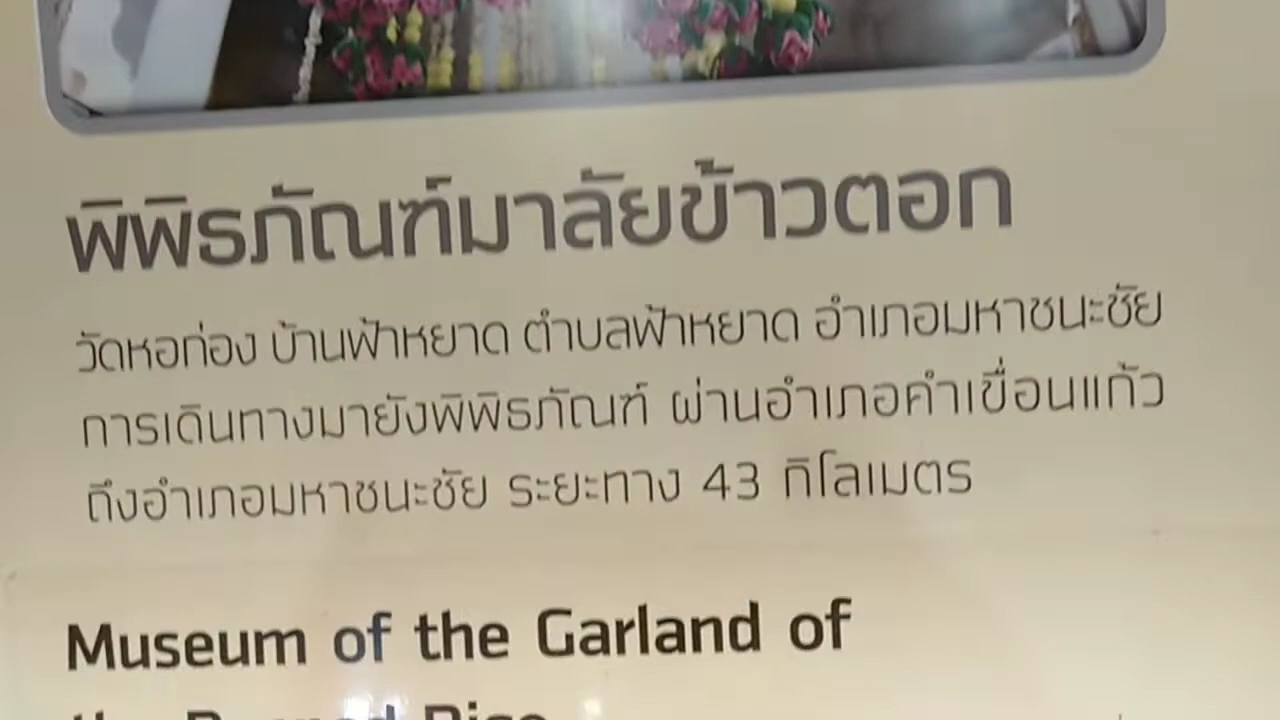 พิพิธภัณฑ์มาลัยข้าวตอก
วัดหอก่อง บ้านฟ้าหยาด ตำบลฟ้าหยาด อำเภอมหาชนะชัย
การเดินทางมายังพิพิธภัณฑ์ ผ่านอำเภอคำเขื่อนแก้ว
ถึงอำเภอมหาชนะชัย ระยะทาง 43 กิโลเมตร
Museum of the Garland of